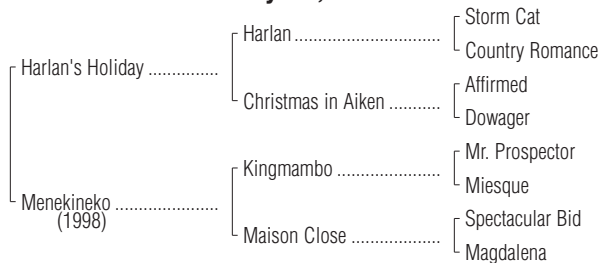 Storm Cat
Harlan
Country Romance
Harlan's Holiday
Affirmed
Christmas in Aiken
Dowager
Mr. Prospector
Kingmambo
Miesque
Menekineko
(1998)
Spectacular Bid
Maison Close
Magdalena